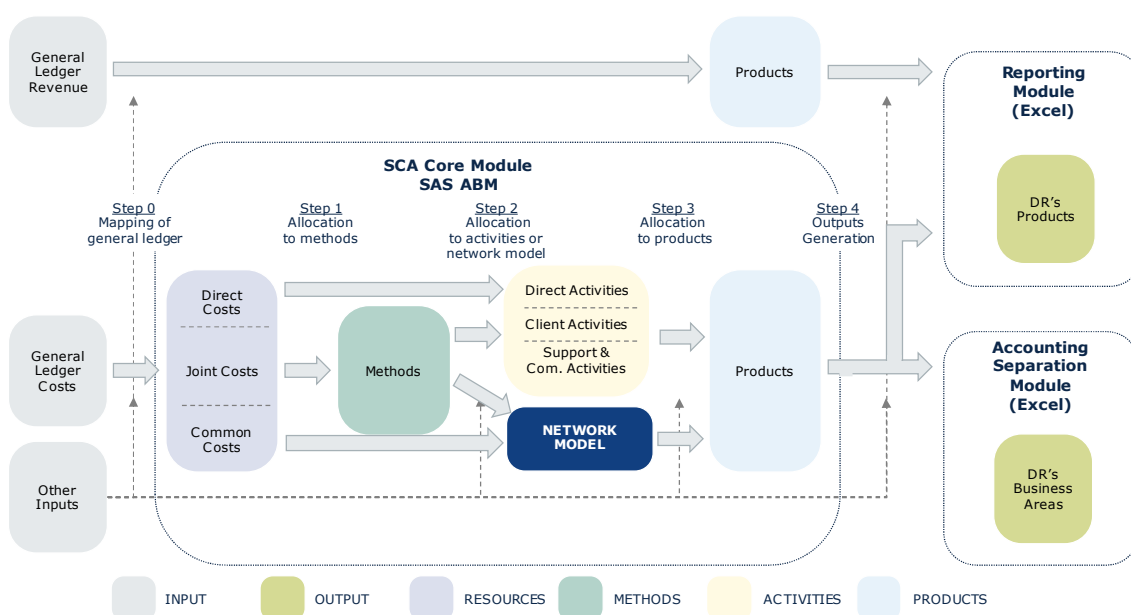 General
Ledger
Revenue
Products
Reporting
Module
(Excel)
DR's
Products
SCA Core Module
SAS ABM
Step 0
Mapping of
general ledger
Step 1
Allocation
to methods
Step 2
Allocation
to activities or
network model
Step 3
Allocation
to products
Step 4
Outputs
Generation
General
Ledger
Costs
Direct
Costs
Joint Costs
Common
Costs
Methods
Direct Activities
Client Activities
Support &
Com. Activities
NETWORK
MODEL
Products
Accounting
Separation
Module
(Excel)
DR's
Business
Areas
Other
Inputs
INPUT
OUTPUT
RESOURCES
METHODS
ACTIVITIES
PRODUCTS